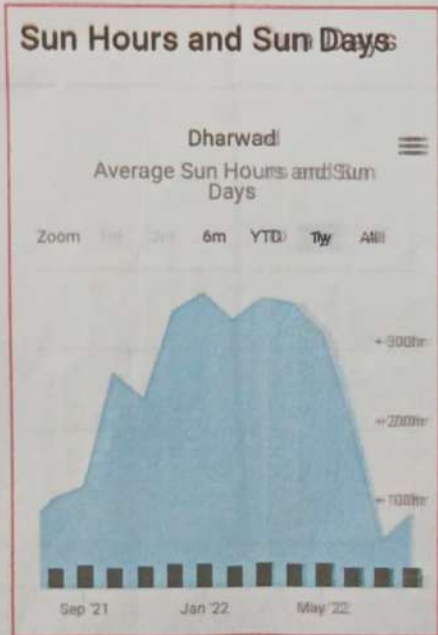 Sun Hours and Sun Days
Dharwad
Average Sun Hours and Sun
Days
Zoom 6m YTD 1y All
300hr
200hr
100hr
Sep '21 Jan '22 May '22